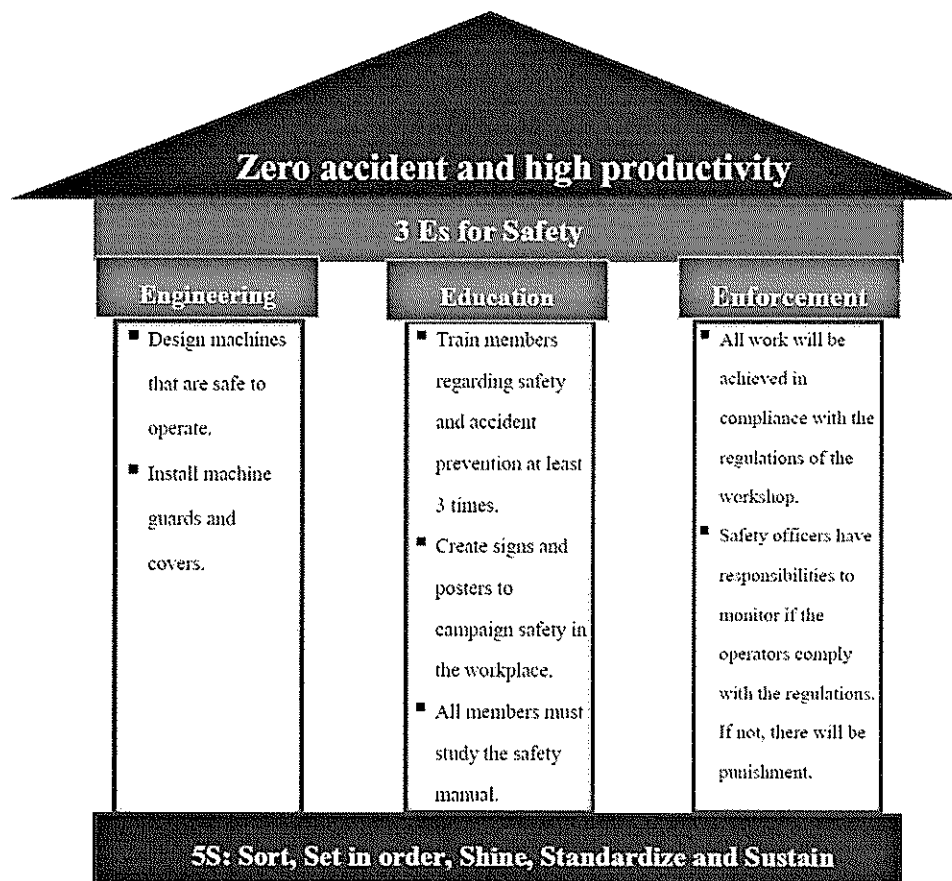 Zero accident and high productivity
3 Es for Safety
Engineering
▪ Design machines
that are safe to
operate.
▪ Install machine
guards and
covers.
Education
▪ Train members
regarding safety
and accident
prevention at least
3 times.
▪ Create signs and
posters to
campaign safety in
the workplace.
▪ All members must
study the safety
manual.
Enforcement
▪ All work will be
achieved in
compliance with the
regulations of the
workshop.
▪ Safety officers have
responsibilities to
monitor if the
operators comply
with the regulations.
If not, there will be
punishment.
5S: Sort, Set in order, Shine, Standardize and Sustain